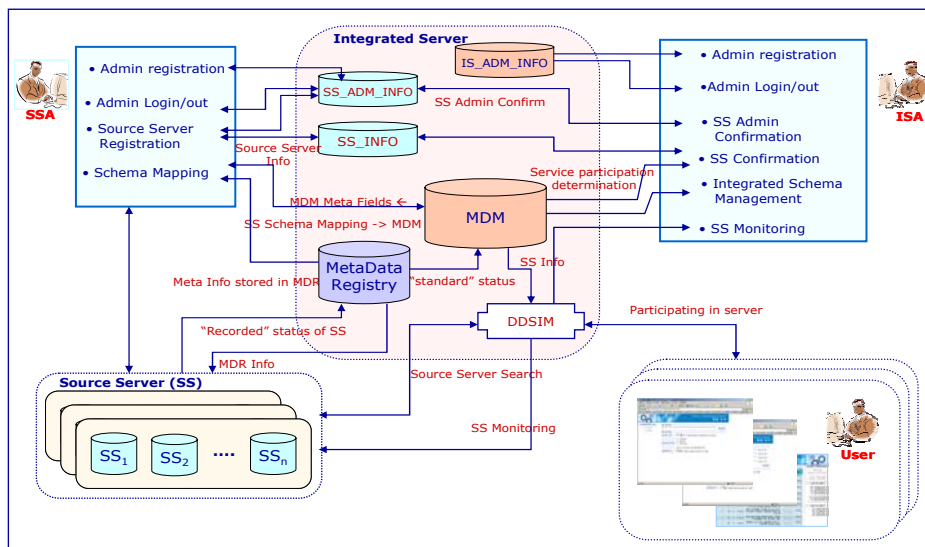 Integrated Server
IS_ADM_INFO
SSA
• Admin registration
• Admin Login/out
• Source Server
Registration
• Schema Mapping
SS_ADM_INFO
SS Admin Confirm
SS_INFO
Source Server
Info
ISA
• Admin registration
•Admin Login/out
• SS Admin
Confirmation
• SS Confirmation
• Integrated Schema
Management
• SS Monitoring
Service participation
determination
MDM Meta Fields ←
SS Schema Mapping -> MDM
MDM
MetaData
Registry
Meta Info stored in MDR
“standard” status
SS Info
DDSIM
Participating in server
“Recorded” status of SS
MDR Info
Source Server Search
SS Monitoring
Source Server (SS)
SS1
SS2
....
SSn
User